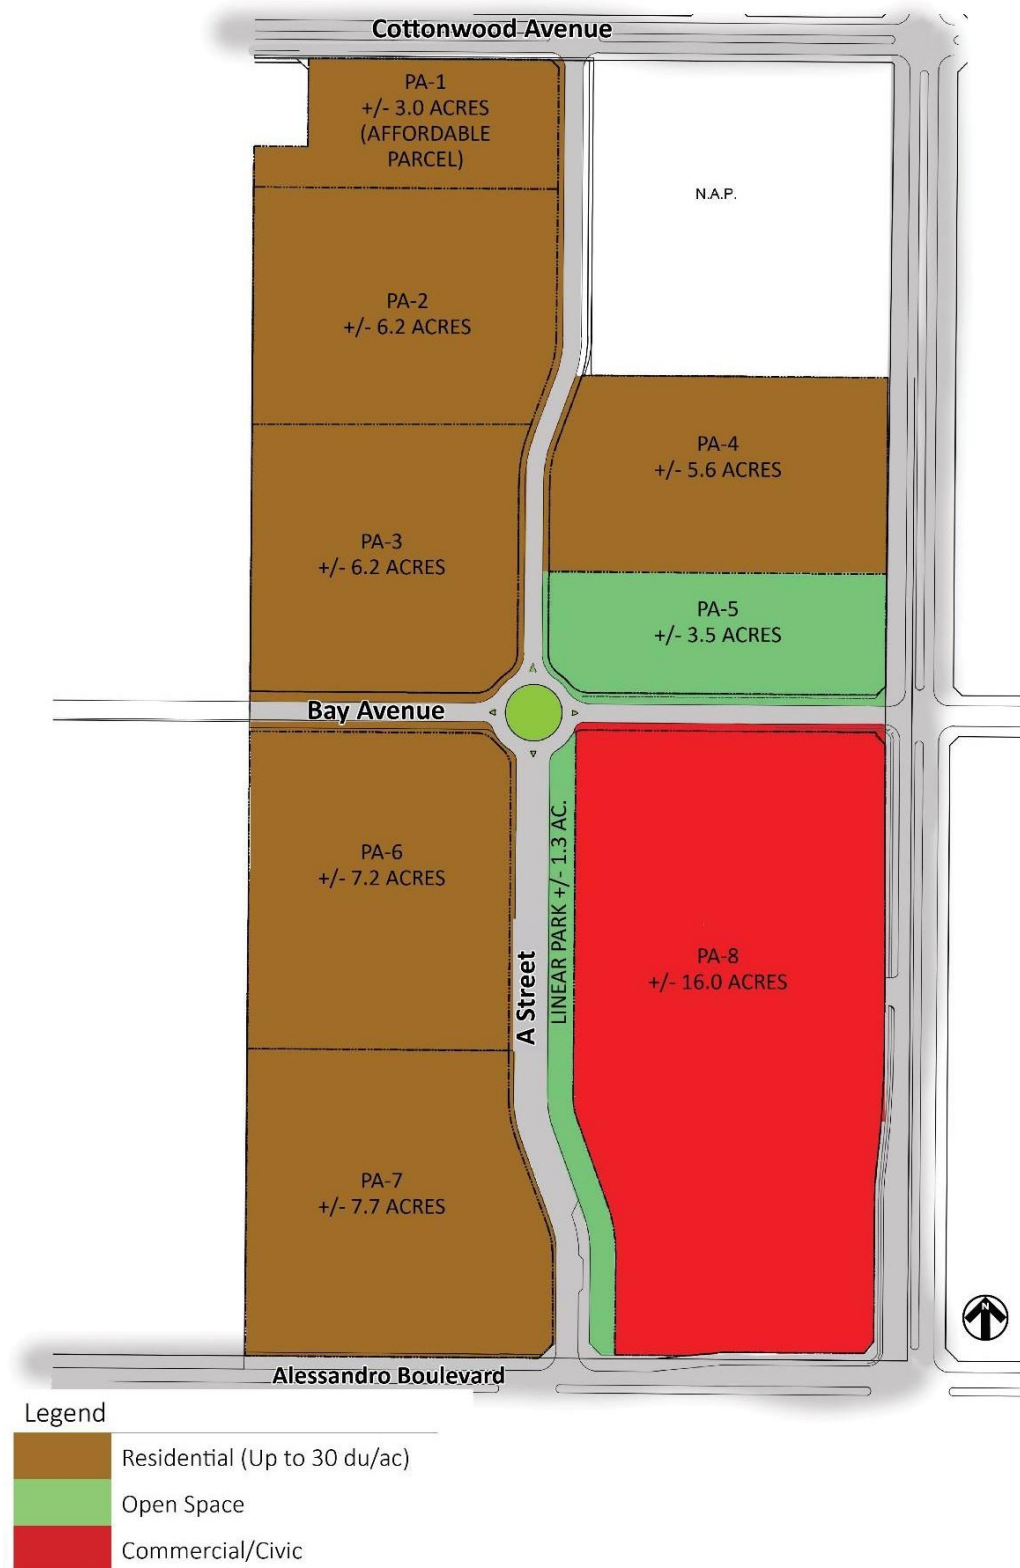 Cottonwood Avenue
PA-1
+/- 3.0 ACRES
(AFFORDABLE
PARCEL)
N.A.P.
PA-2
+/- 6.2 ACRES
PA-4
+/- 5.6 ACRES
PA-3
+/- 6.2 ACRES
PA-5
+/- 3.5 ACRES
Bay Avenue
PA-6
+/- 7.2 ACRES
LINEAR PARK +/- 1.3 AC.
A Street
PA-8
+/- 16.0 ACRES
PA-7
+/- 7.7 ACRES
N
Alessandro Boulevard
Legend
Residential (Up to 30 du/ac)
Open Space
Commercial/Civic